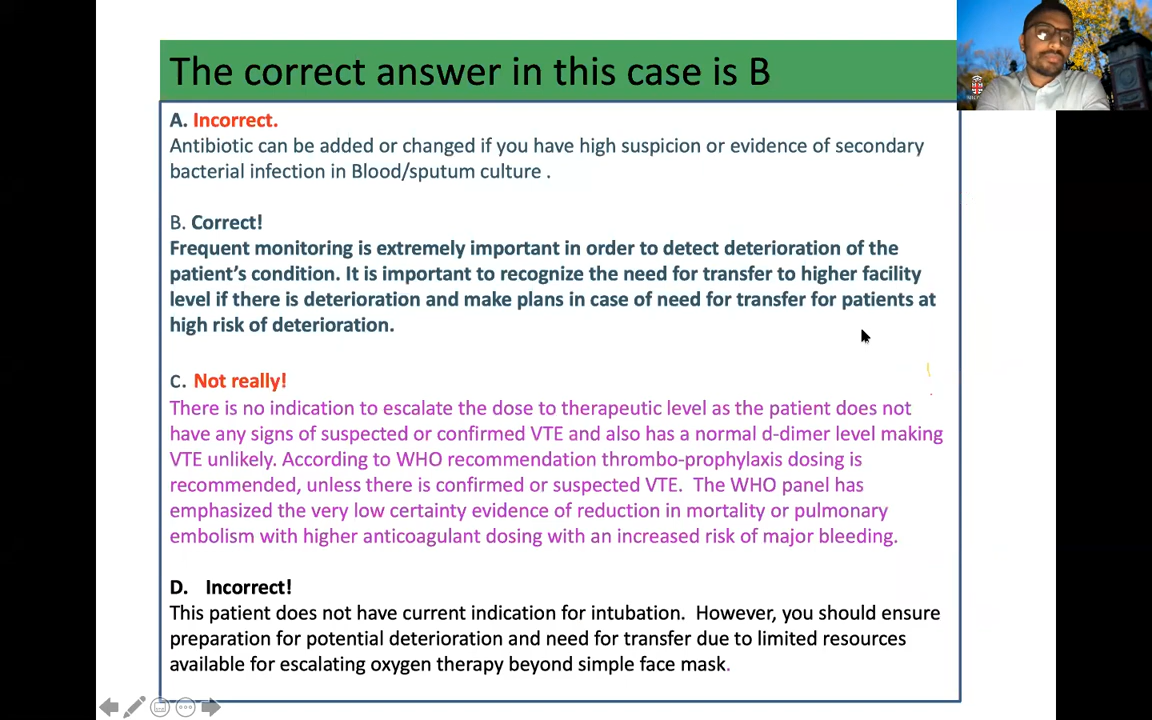 The correct answer in this case is B
A. Incorrect.
Antibiotic can be added or changed if you have high suspicion or evidence of secondary
bacterial infection in Blood/sputum culture .
B. Correct!
Frequent monitoring is extremely important in order to detect deterioration of the
patient's condition. It is important to recognize the need for transfer to higher facility
level if there is deterioration and make plans in case of need for transfer for patients at
high risk of deterioration.
C. Not really!
There is no indication to escalate the dose to therapeutic level as the patient does not
have any signs of suspected or confirmed VTE and also has a normal d-dimer level making
VTE unlikely. According to WHO recommendation thrombo-prophylaxis dosing is
recommended, unless there is confirmed or suspected VTE. The WHO panel has
emphasized the very low certainty evidence of reduction in mortality or pulmonary
embolism with higher anticoagulant dosing with an increased risk of major bleeding.
D. Incorrect!
This patient does not have current indication for intubation. However, you should ensure
preparation for potential deterioration and need for transfer due to limited resources
available for escalating oxygen therapy beyond simple face mask.